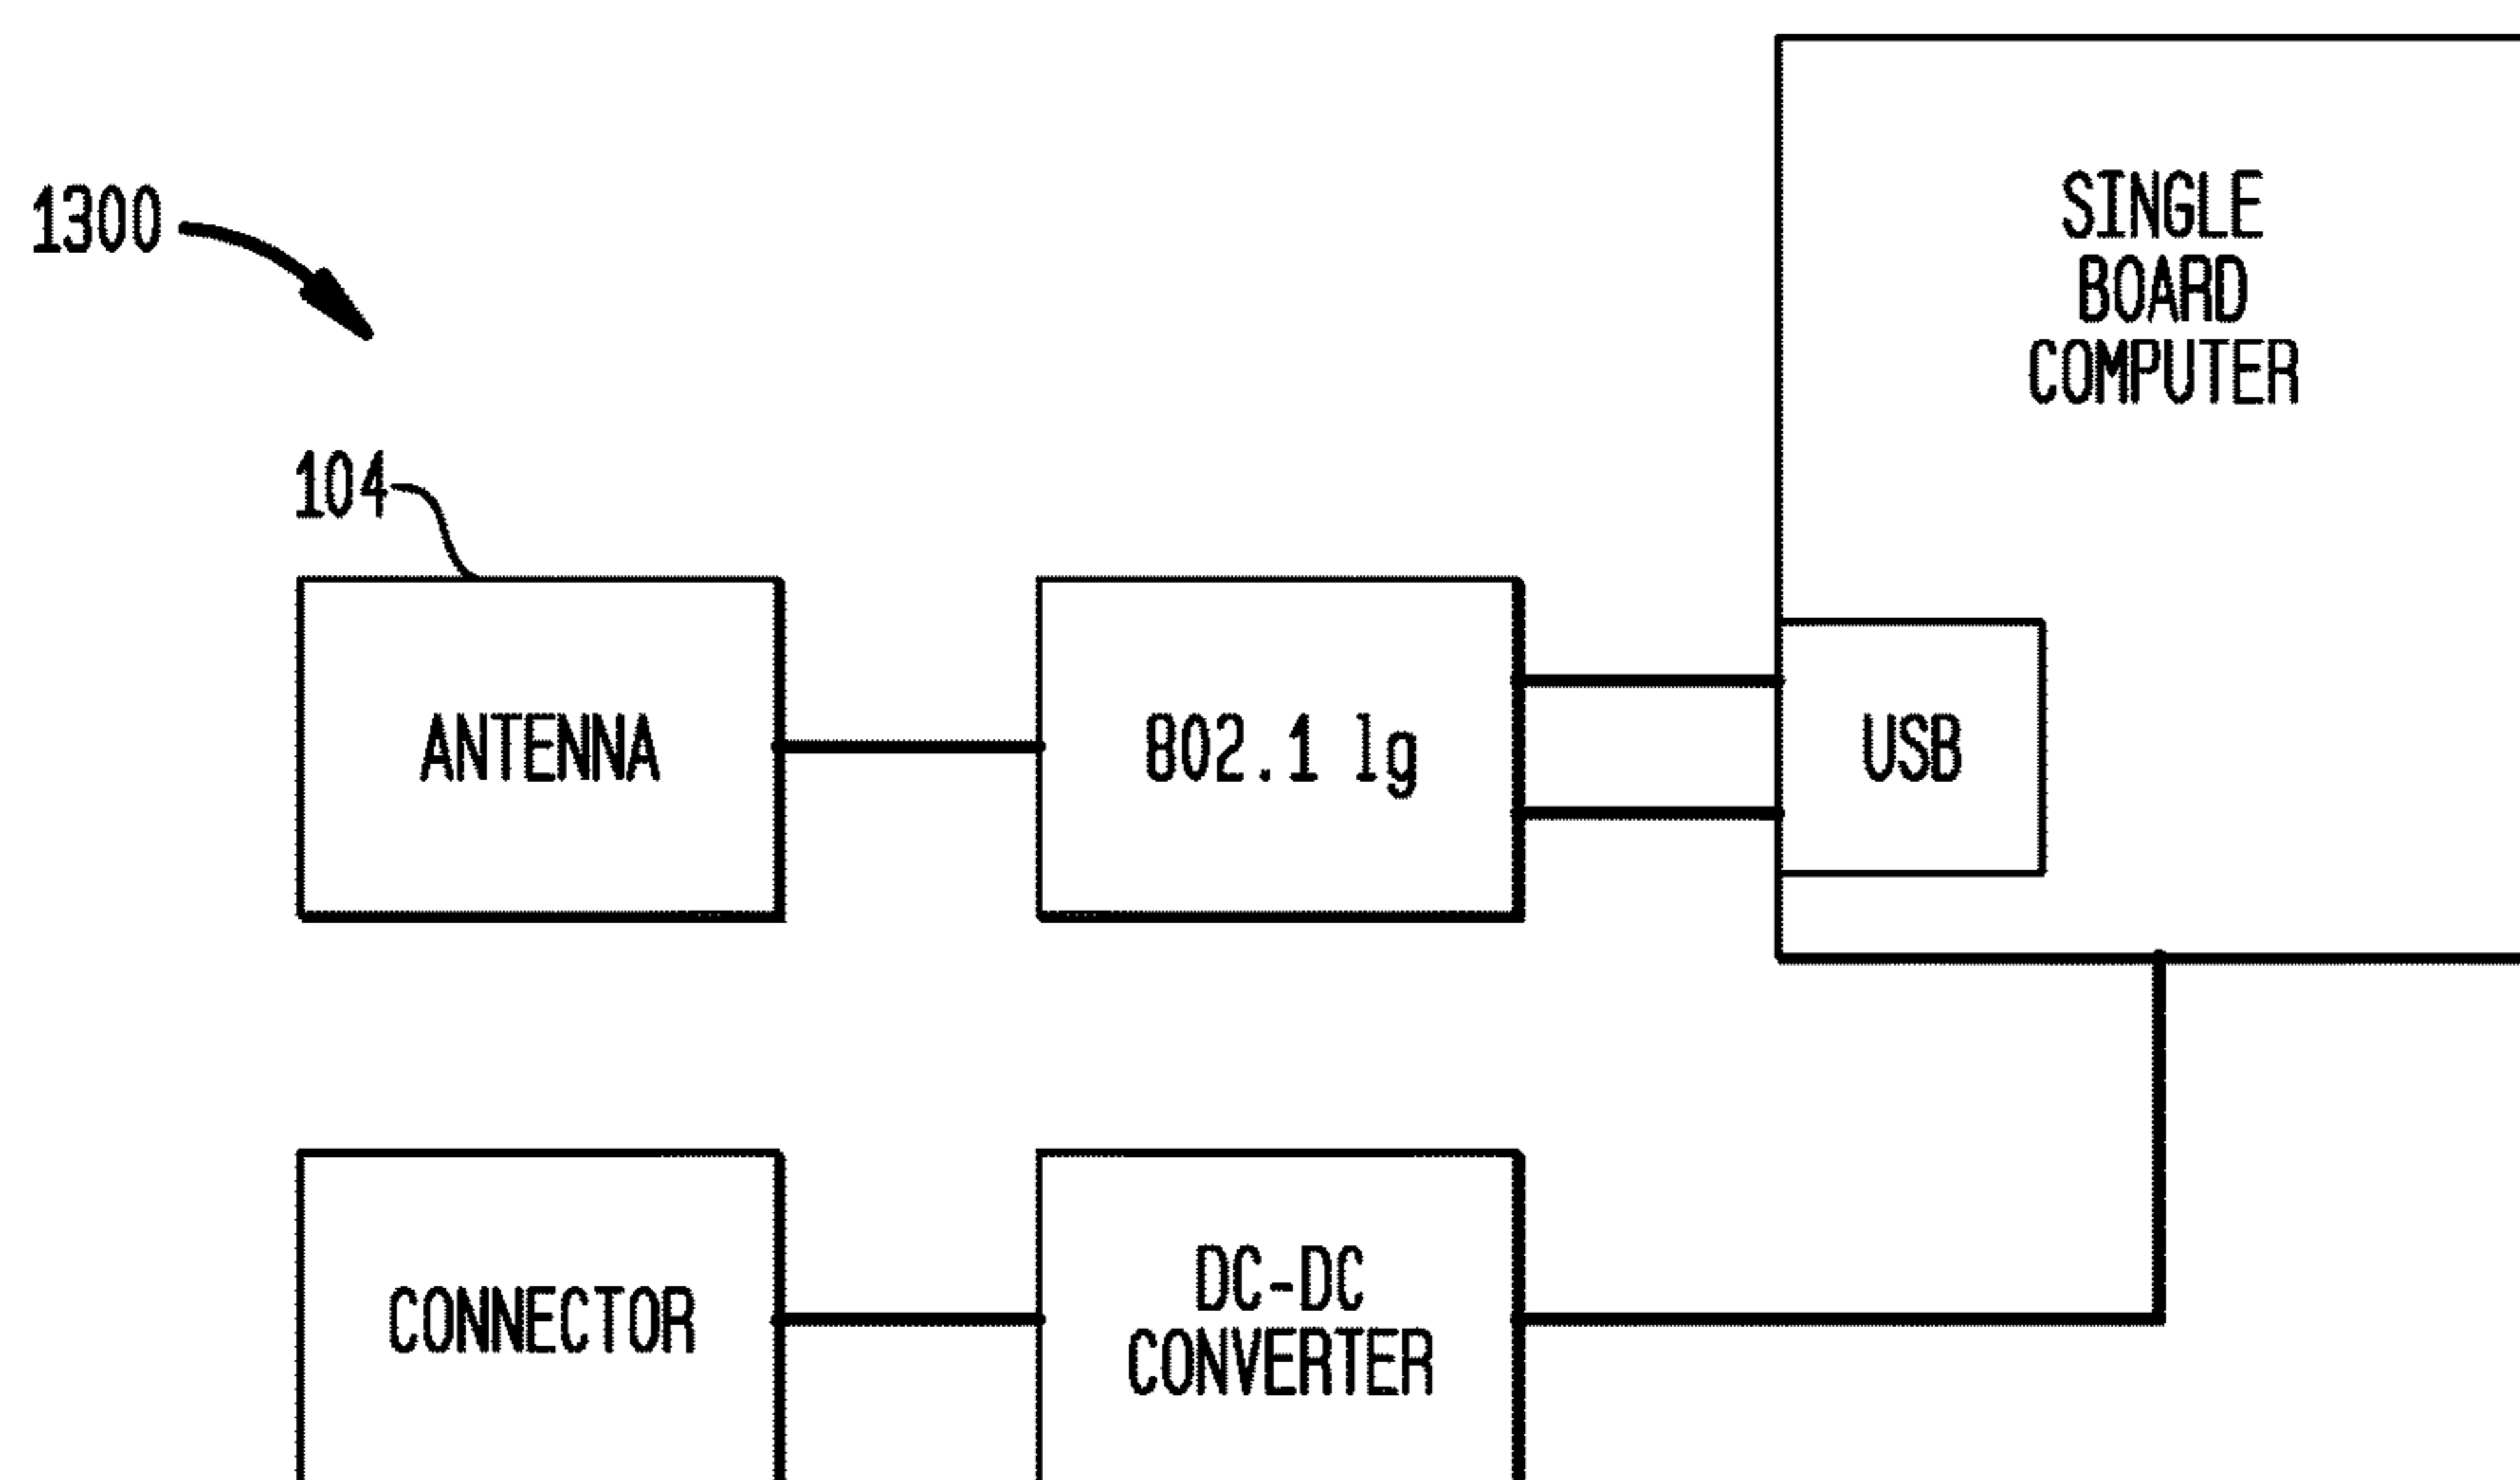 1300
SINGLE
BOARD
COMPUTER
104
ANTENNA
802.1 lg
USB
CONNECTOR
DC-DC
CONVERTER